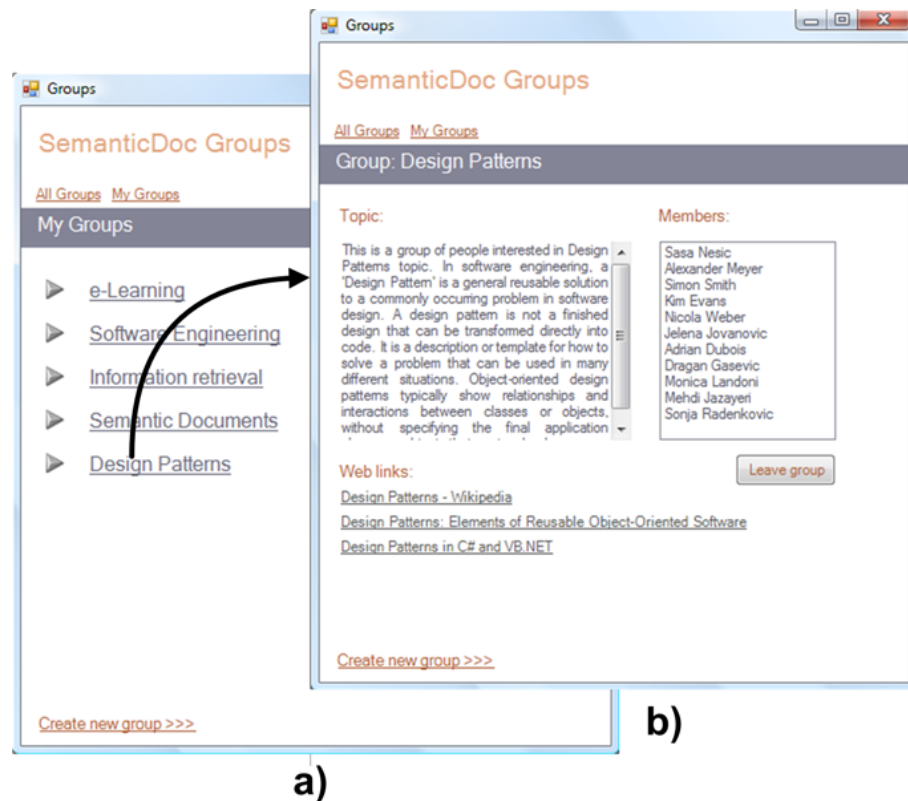 Groups
SemanticDoc Groups
All Groups My Groups
My Groups
e-Learning
Software Engineering
Information retrieval
Semantic Documents
Design Patterns
Create new group >>>
a)
Groups
SemanticDoc Groups
All Groups My Groups
Group: Design Patterns
Topic:
This is a group of people interested in Design
Patterns topic. In software engineering, a
'Design Pattern' is a general reusable solution
to a commonly occurring problem in software
design. A design pattern is not a finished
design that can be transformed directly into
code. It is a description or template for how to
solve a problem that can be used in many
different situations. Object-oriented design
patterns typically show relationships and
interactions between classes or objects,
without specifying the final application
Members:
Sasa Nesic
Alexander Meyer
Simon Smith
Kim Evans
Nicola Weber
Jelena Jovanovic
Adrian Dubois
Dragan Gasevic
Monica Landoni
Mehdi Jazayeri
Sonja Radenkovic
Leave group
Web links:
Design Patterns - Wikipedia
Design Patterns: Elements of Reusable Object-Oriented Software
Design Patterns in C# and VB.NET
Create new group >>>
b)